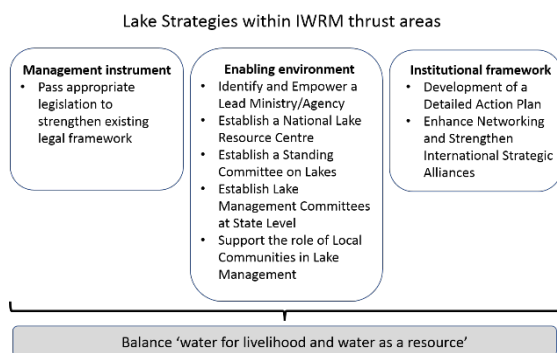 Lake Strategies within IWRM thrust areas
Management instrument
• Pass appropriate
legislation to
strengthen existing
legal framework
Enabling environment
• Identify and Empower a
Lead Ministry/Agency
• Establish a National Lake
Resource Centre
• Establish a Standing
Committee on Lakes
• Establish Lake
Management Committees
at State Level
• Support the role of Local
Communities in Lake
Management
Institutional framework
• Development of a
Detailed Action Plan
• Enhance Networking
and Strengthen
International Strategic
Alliances
Balance ‘water for livelihood and water as a resource’